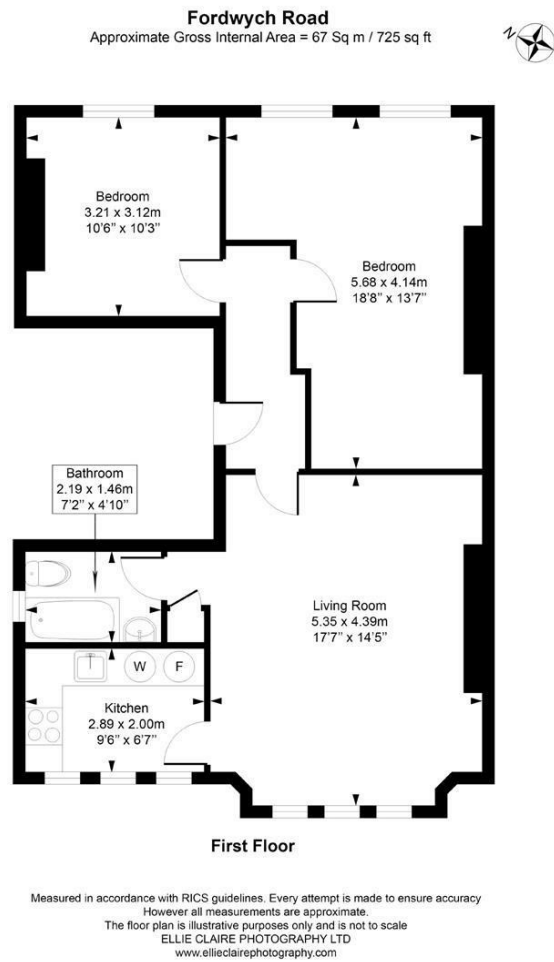 Fordwych Road
Approximate Gross Internal Area = 67 Sq m / 725 sq ft
N
Bedroom
3.21 x 3.12m
10'6" x 10'3"
Bedroom
5.68 x 4.14m
18'8" x 13'7"
Bathroom
2.19 x 1.46m
7'2" x 4'10"
Living Room
5.35 x 4.39m
17'7" x 14'5"
W
F
Kitchen
2.89 x 2.00m
9'6" x 6'7"
First Floor
Measured in accordance with RICS guidelines. Every attempt is made to ensure accuracy
However all measurements are approximate.
The floor plan is illustrative purposes only and is not to scale
ELLIE CLAIRE PHOTOGRAPHY LTD
www.ellieclairephotography.com